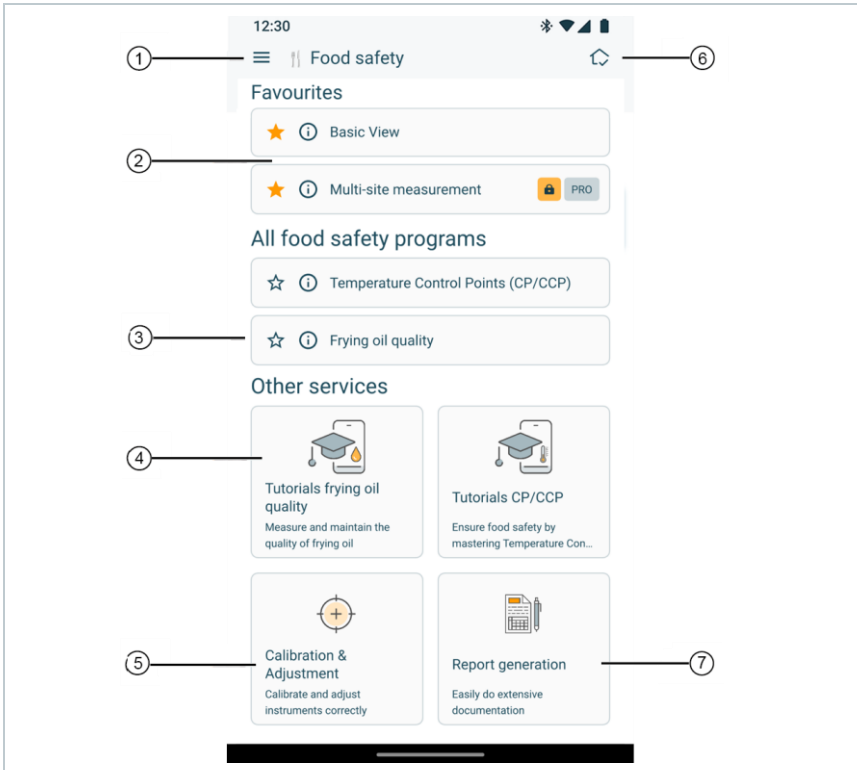 12:30
1 Food safety 6
Favourites
Basic View
2
Multi-site measurement PRO
All food safety programs
Temperature Control Points (CP/CCP)
3 Frying oil quality
Other services
4
Tutorials frying oil
quality
Measure and maintain the
quality of frying oil
Tutorials CP/CCP
Ensure food safety by
mastering Temperature Con...
5
Calibration &
Adjustment
Calibrate and adjust
instruments correctly
Report generation
Easily do extensive
documentation
7